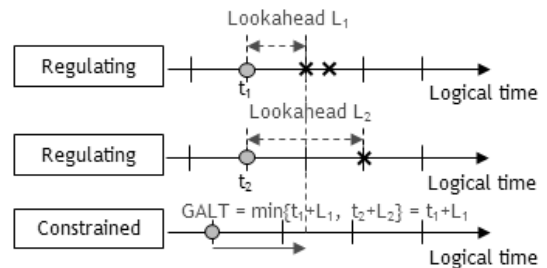 Lookahead L₁
Regulating
t₁
Logical time
Lookahead L₂
Regulating
t₂
Logical time
GALT = min{t₁+L₁, t₂+L₂} = t₁+L₁
Constrained
Logical time